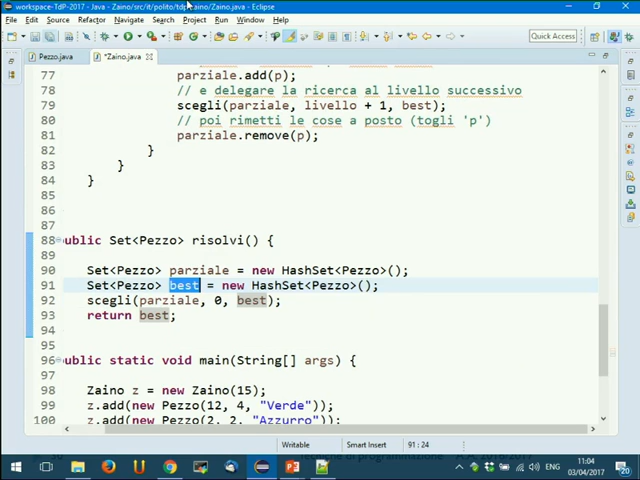 workspace-TdP-2017 - Java - Zaino/src/it/polito/tdp/zaino/Zaino.java - Eclipse
File Edit Source Refactor Navigate Search Project Run Window Help
Quick Access
Pezzo.java *Zaino.java
77 parziale.add(p);
78 // e delegare la ricerca al livello successivo
79 scegli(parziale, livello + 1, best);
80 // poi rimetti le cose a posto (togli 'p')
81 parziale.remove(p);
82 }
83 }
84 }
85
86
87
88 ublic Set<Pezzo> risolvi() {
89
90 Set<Pezzo> parziale = new HashSet<Pezzo>();
91 Set<Pezzo> best = new HashSet<Pezzo>();
92 scegli(parziale, 0, best);
93 return best;
94 }
95
96 ublic static void main(String[] args) {
97
98 Zaino z = new Zaino(15);
99 z.add(new Pezzo(12, 4, "Verde"));
100 z.add(new Pezzo(2, 2, "Azzurro"));
Writable Smart Insert 91 : 24
11:04
03/04/2017